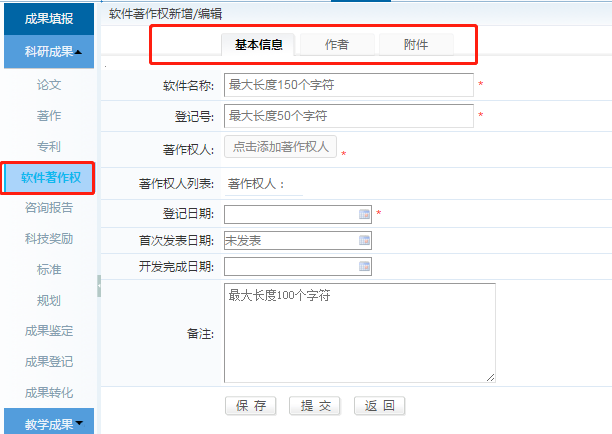 成果填报
科研成果
论文
著作
专利
软件著作权
咨询报告
科技奖励
标准
规划
成果鉴定
成果登记
成果转化
教学成果
软件著作权新增/编辑
基本信息 作者 附件
软件名称: 最大长度150个字符 *
登记号: 最大长度50个字符 *
著作权人: 点击添加著作权人 *
著作权人列表: 著作权人：
登记日期: *
首次发表日期: 未发表
开发完成日期:
备注: 最大长度100个字符
保 存 提 交 返 回